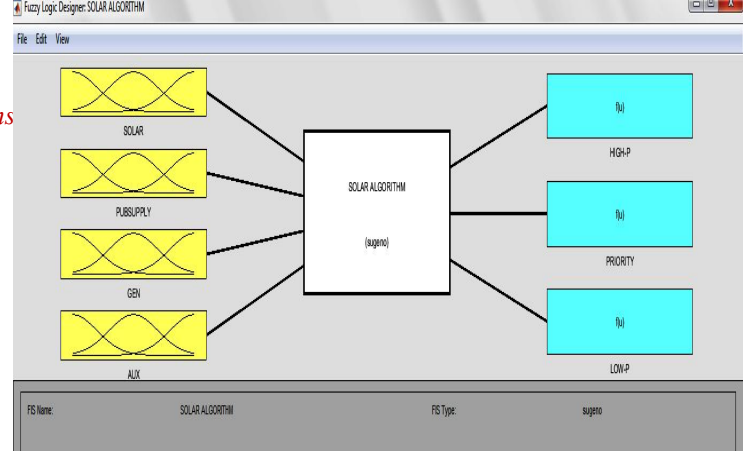 Fuzzy Logic Designer: SOLAR ALGORITHM
File Edit View
ns
SOLAR
PUBSUPPLY
GEN
AUX
SOLAR ALGORITHM
(sugeno)
f(u)
HIGH-P
f(u)
PRIORITY
f(u)
LOW-P
FIS Name: SOLAR ALGORITHM FIS Type: sugeno